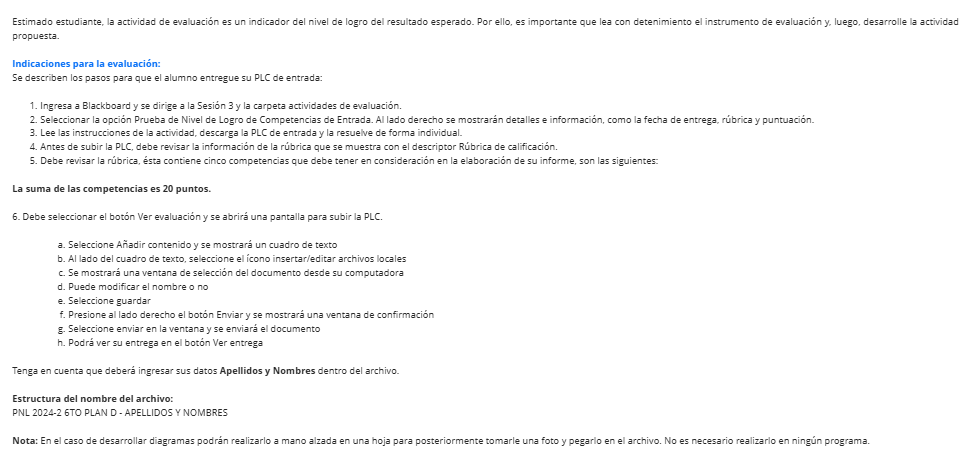 Estimado estudiante, la actividad de evaluación es un indicador del nivel de logro del resultado esperado. Por ello, es importante que lea con detenimiento el instrumento de evaluación y, luego, desarrolle la actividad
propuesta.
Indicaciones para la evaluación:
Se describen los pasos para que el alumno entregue su PLC de entrada:
1. Ingresa a Blackboard y se dirige a la Sesión 3 y la carpeta actividades de evaluación.
2. Seleccionar la opción Prueba de Nivel de Logro de Competencias de Entrada. Al lado derecho se mostrarán detalles e información, como la fecha de entrega, rúbrica y puntuación.
3. Lee las instrucciones de la actividad, descarga la PLC de entrada y la resuelve de forma individual.
4. Antes de subir la PLC, debe revisar la información de la rúbrica que se muestra con el descriptor Rúbrica de calificación.
5. Debe revisar la rúbrica, ésta contiene cinco competencias que debe tener en consideración en la elaboración de su informe, son las siguientes:
La suma de las competencias es 20 puntos.
6. Debe seleccionar el botón Ver evaluación y se abrirá una pantalla para subir la PLC.
a. Seleccione Añadir contenido y se mostrará un cuadro de texto
b. Al lado del cuadro de texto, seleccione el ícono insertar/editar archivos locales
c. Se mostrará una ventana de selección del documento desde su computadora
d. Puede modificar el nombre o no
e. Seleccione guardar
f. Presione al lado derecho el botón Enviar y se mostrará una ventana de confirmación
g. Seleccione enviar en la ventana y se enviará el documento
h. Podrá ver su entrega en el botón Ver entrega
Tenga en cuenta que deberá ingresar sus datos Apellidos y Nombres dentro del archivo.
Estructura del nombre del archivo:
PNL 2024-2 6TO PLAN D - APELLIDOS Y NOMBRES
Nota: En el caso de desarrollar diagramas podrán realizarlo a mano alzada en una hoja para posteriormente tomarle una foto y pegarlo en el archivo. No es necesario realizarlo en ningún programa.